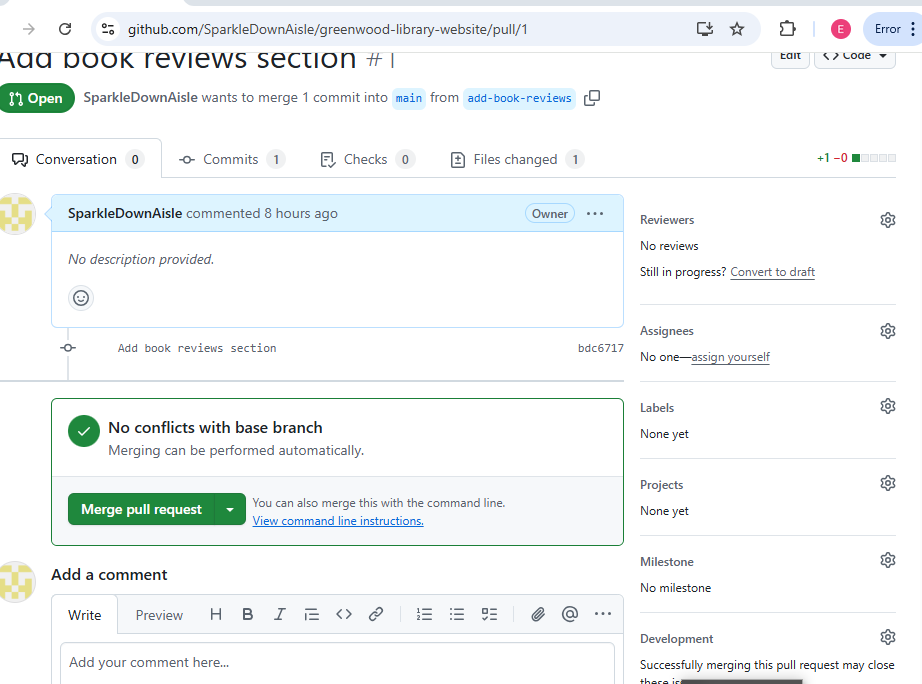 github.com/SparkleDownAisle/greenwood-library-website/pull/1
E
Error
Add book reviews section #1
Edit
<> Code
Open
SparkleDownAisle wants to merge 1 commit into main from add-book-reviews
Conversation 0
Commits 1
Checks 0
Files changed 1
+1 −0
SparkleDownAisle commented 8 hours ago
Owner
No description provided.
Add book reviews section
bdc6717
No conflicts with base branch
Merging can be performed automatically.
Merge pull request
You can also merge this with the command line.
View command line instructions.
Add a comment
Write
Preview
H B I
Add your comment here...
Reviewers
No reviews
Still in progress? Convert to draft
Assignees
No one—assign yourself
Labels
None yet
Projects
None yet
Milestone
No milestone
Development
Successfully merging this pull request may close
these